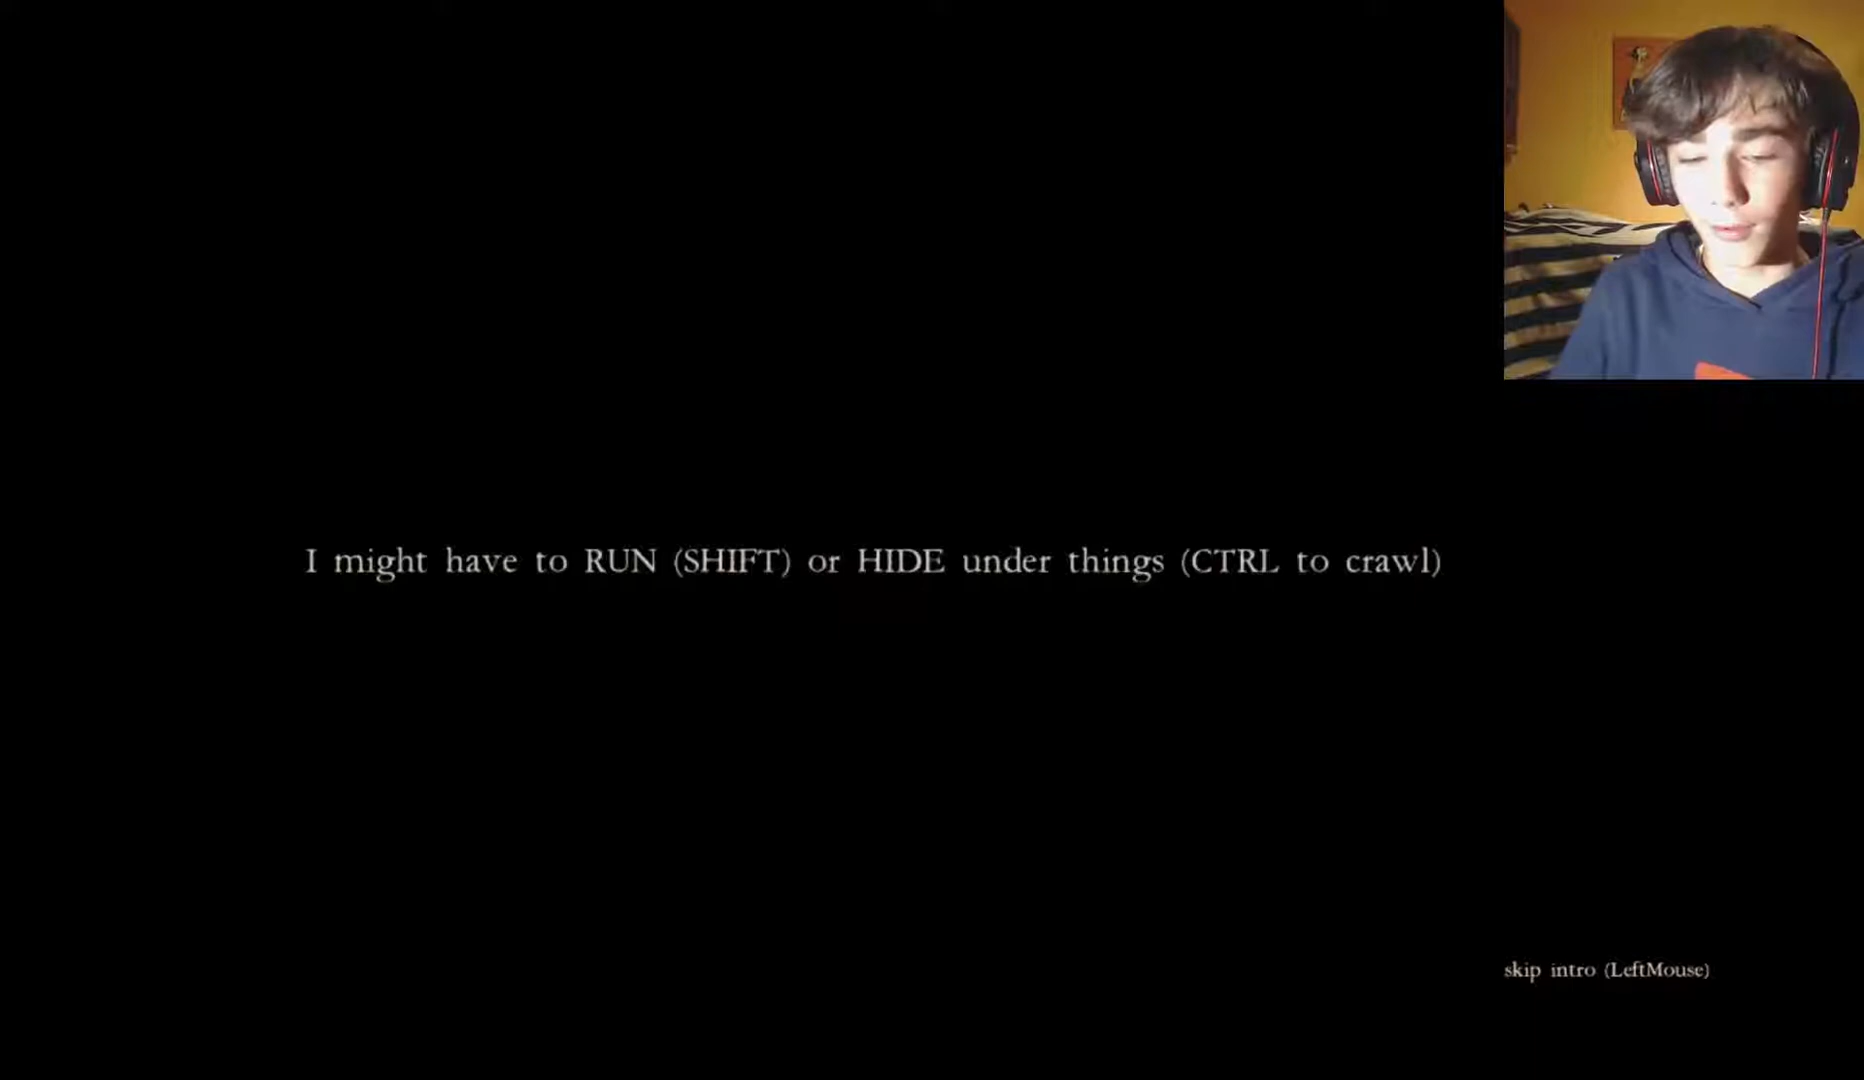 I might have to RUN (SHIFT) or HIDE under things (CTRL to crawl)
skip intro (LeftMouse)